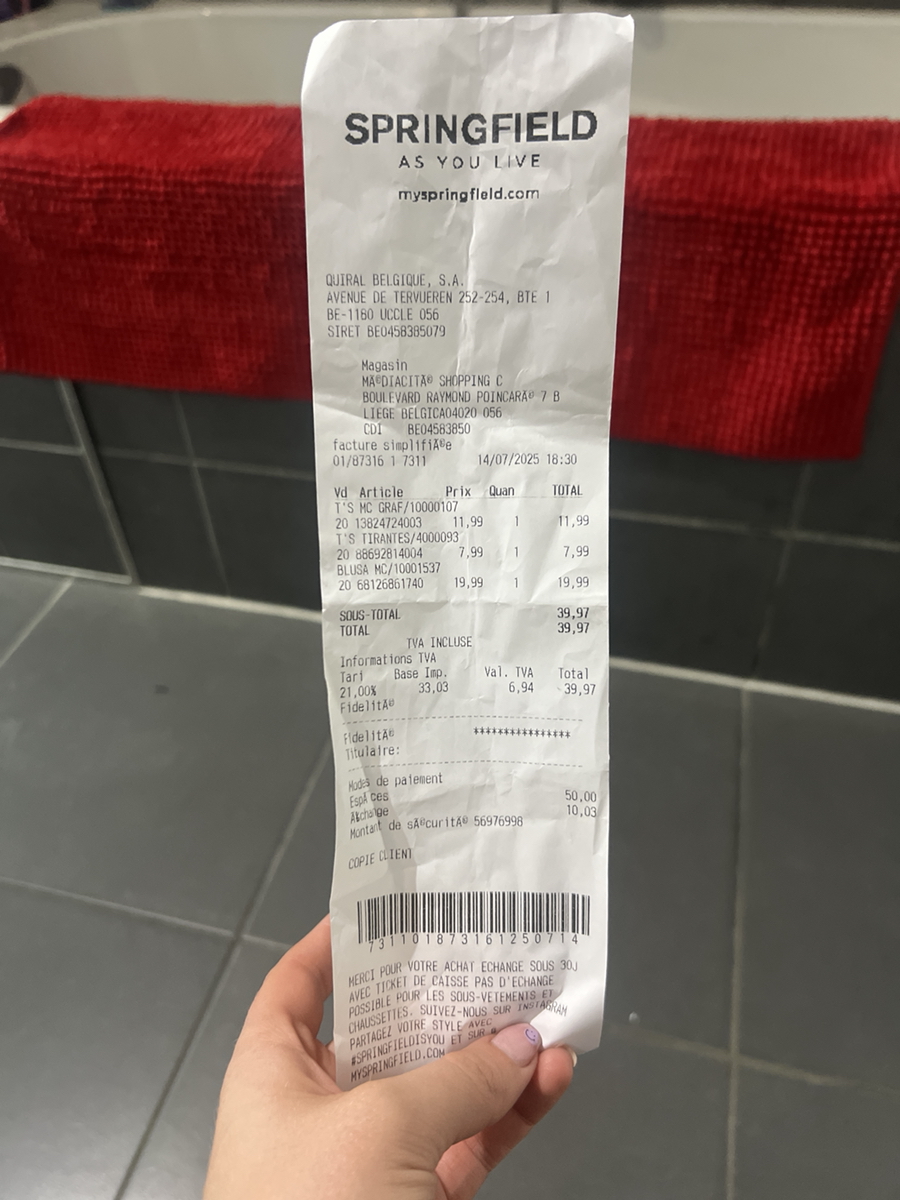 SPRINGFIELD
AS YOU LIVE
myspringfield.com
QUIRAL BELGIQUE, S.A.
AVENUE DE TERVUEREN 252-254, BTE 1
BE-1180 UCCLE 056
SIRET BE0458385079
Magasin
MÃ©DIACITÃ© SHOPPING C
BOULEVARD RAYMOND POINCARÃ© 7 B
LIEGE BELGICA04020 056
CDI BE04583850
facture simplifiÃ©e
01/87316 1 7311 14/07/2025 18:30
Vd Article Prix Quan TOTAL
T'S MC GRAF/10000107
20 13824724003 11,99 1 11,99
T'S TIRANTES/4000093
20 88692814004 7,99 1 7,99
BLUSA MC/10001537
20 68126861740 19,99 1 19,99
SOUS-TOTAL 39,97
TOTAL 39,97
TVA INCLUSE
Informations TVA
Tari Base Imp. Val. TVA Total
21,00% 33,03 6,94 39,97
FidelitÃ©
FidelitÃ© ****************
Titulaire:
Modes de paiement
EspÃ ces 50,00
10,03
Montant de sÃ©curitÃ© 56976998
COPIE CLIENT
73110187316125071​4
MERCI POUR VOTRE ACHAT ECHANGE SOUS 30J
AVEC TICKET DE CAISSE PAS D'ECHANGE
POSSIBLE POUR LES SOUS-VETEMENTS ET
CHAUSSETTES. SUIVEZ-NOUS SUR INSTAGRAM
PARTAGEZ VOTRE STYLE AVEC
#SPRINGFIELDISYOU ET SUR
MYSPRINGFIELD.COM